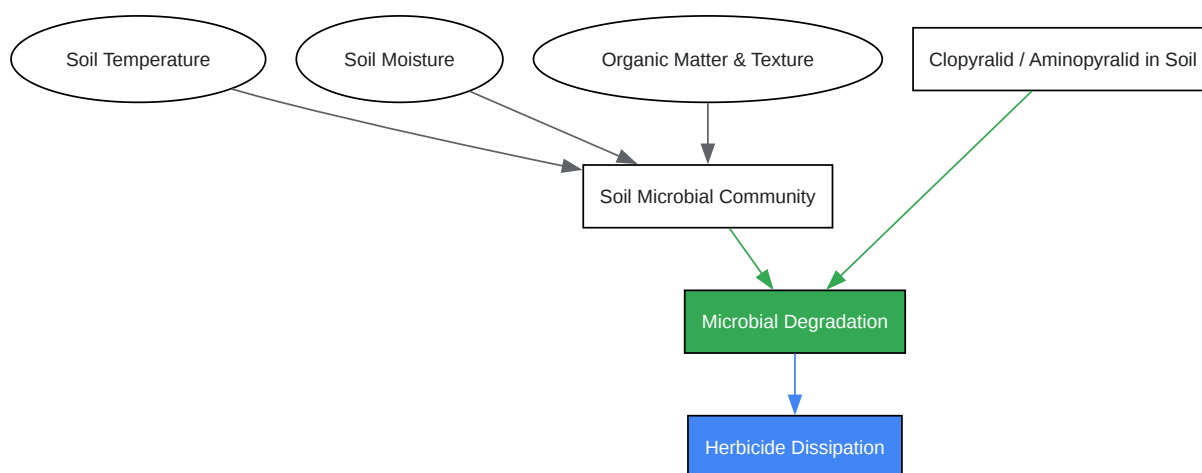 Soil Temperature
Soil Moisture
Organic Matter & Texture
Clopyralid / Aminopyralid in Soil
Soil Microbial Community
Microbial Degradation
Herbicide Dissipation